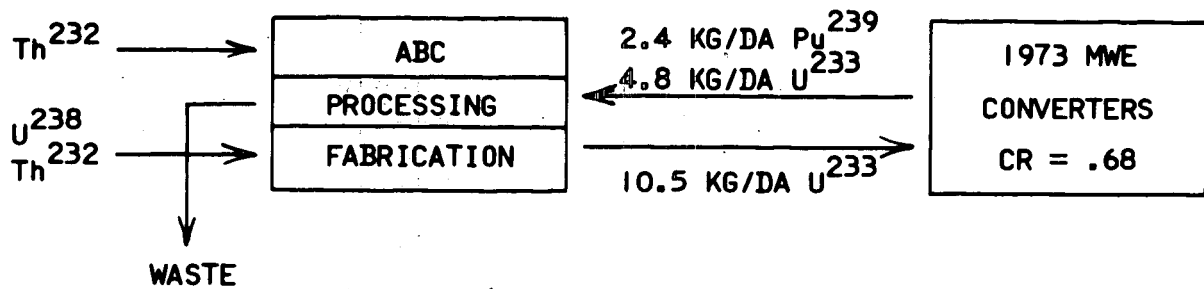 Th²³²
U²³⁸
Th²³²
WASTE
ABC
PROCESSING
FABRICATION
2.4 KG/DA Pu²³⁹
4.8 KG/DA U²³³
10.5 KG/DA U²³³
1973 MWE
CONVERTERS
CR = .68